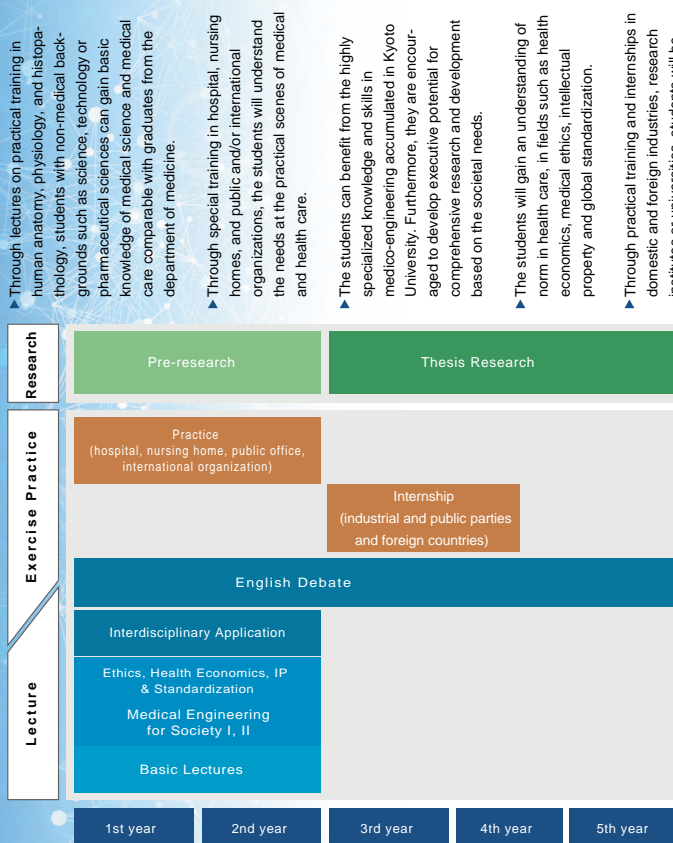 ▶Through lectures on practical training in
human anatomy, physiology, and histopa-
thology, students with non-medical back-
grounds such as science, technology or
pharmaceutical sciences can gain basic
knowledge of medical science and medical
care comparable with graduates from the
department of medicine.
▶Through special training in hospital, nursing
homes, and public and/or international
organizations, the students will understand
the needs at the practical scenes of medical
and health care.
▶The students can benefit from the highly
specialized knowledge and skills in
medico-engineering accumulated in Kyoto
University. Furthermore, they are encour-
aged to develop executive potential for
comprehensive research and development
based on the societal needs.
▶The students will gain an understanding of
norm in health care, in fields such as health
economics, medical ethics, intellectual
property and global standardization.
▶Through practical training and internships in
domestic and foreign industries, research
institutes or universities, students will be
Research
Pre-research
Thesis Research
Exercise Practice
Practice
(hospital, nursing home, public office,
international organization)
Internship
(industrial and public parties
and foreign countries)
English Debate
Lecture
Interdisciplinary Application
Ethics, Health Economics, IP
& Standardization
Medical Engineering
for Society I, II
Basic Lectures
1st year
2nd year
3rd year
4th year
5th year